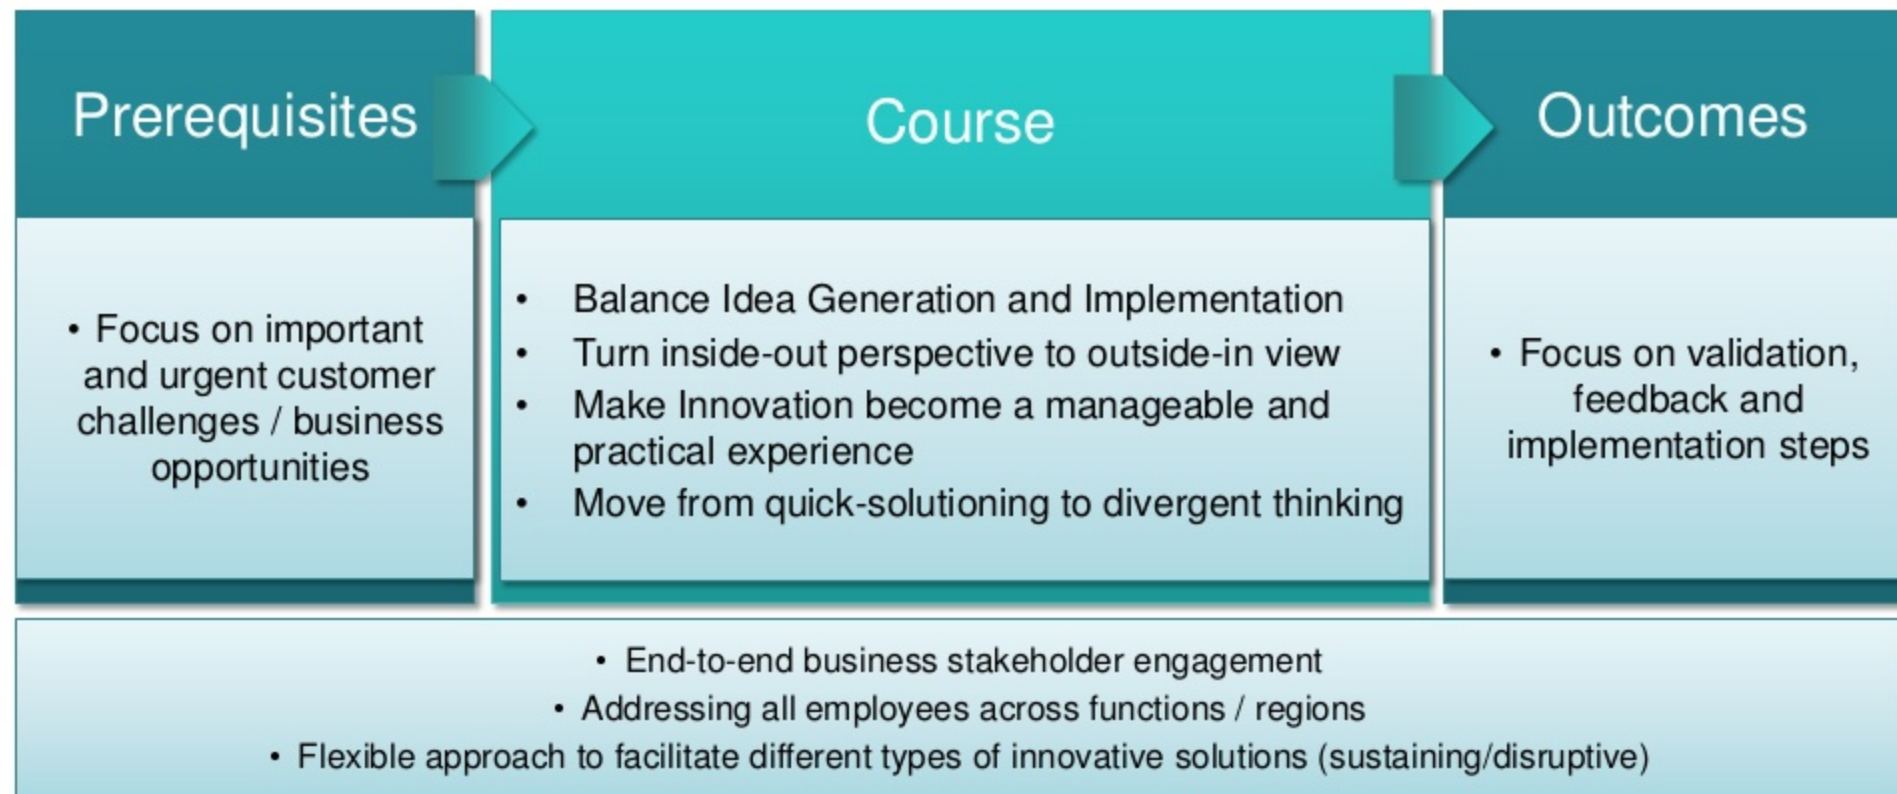 Prerequisites
Course
Outcomes
• Focus on important
and urgent customer
challenges / business
opportunities
• Balance Idea Generation and Implementation
• Turn inside-out perspective to outside-in view
• Make Innovation become a manageable and
practical experience
• Move from quick-solutioning to divergent thinking
• Focus on validation,
feedback and
implementation steps
• End-to-end business stakeholder engagement
• Addressing all employees across functions / regions
• Flexible approach to facilitate different types of innovative solutions (sustaining/disruptive)